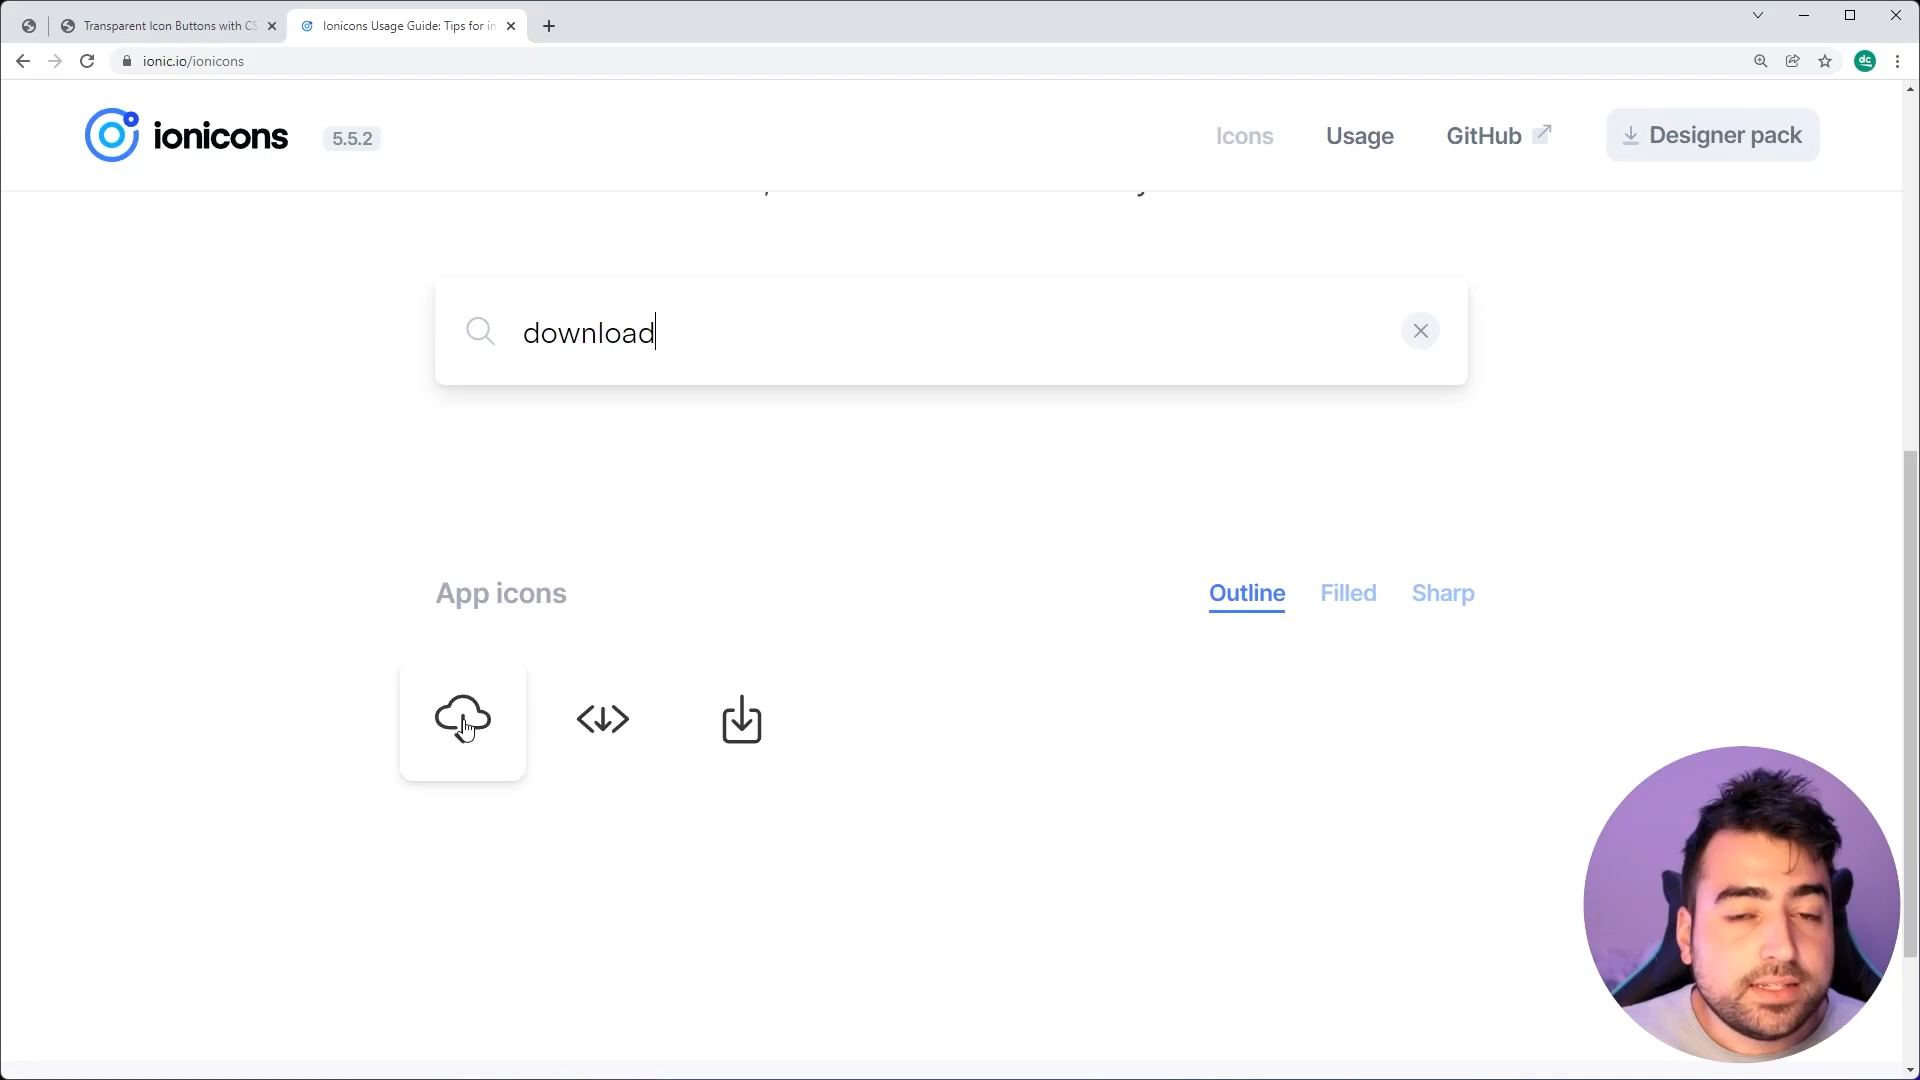 Transparent Icon Buttons with CS
Ionicons Usage Guide: Tips for in
ionic.io/ionicons
dc
ionicons
5.5.2
Icons
Usage
GitHub
Designer pack
download
App icons
Outline
Filled
Sharp